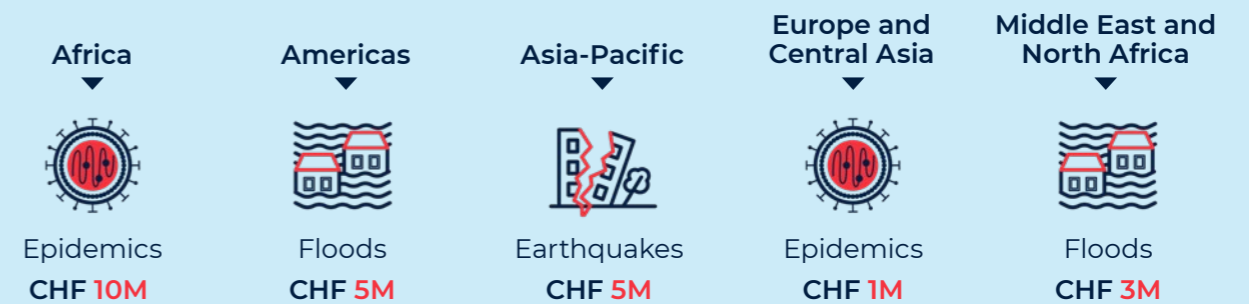 Africa
Epidemics
CHF 10M
Americas
Floods
CHF 5M
Asia-Pacific
Earthquakes
CHF 5M
Europe and
Central Asia
Epidemics
CHF 1M
Middle East and
North Africa
Floods
CHF 3M